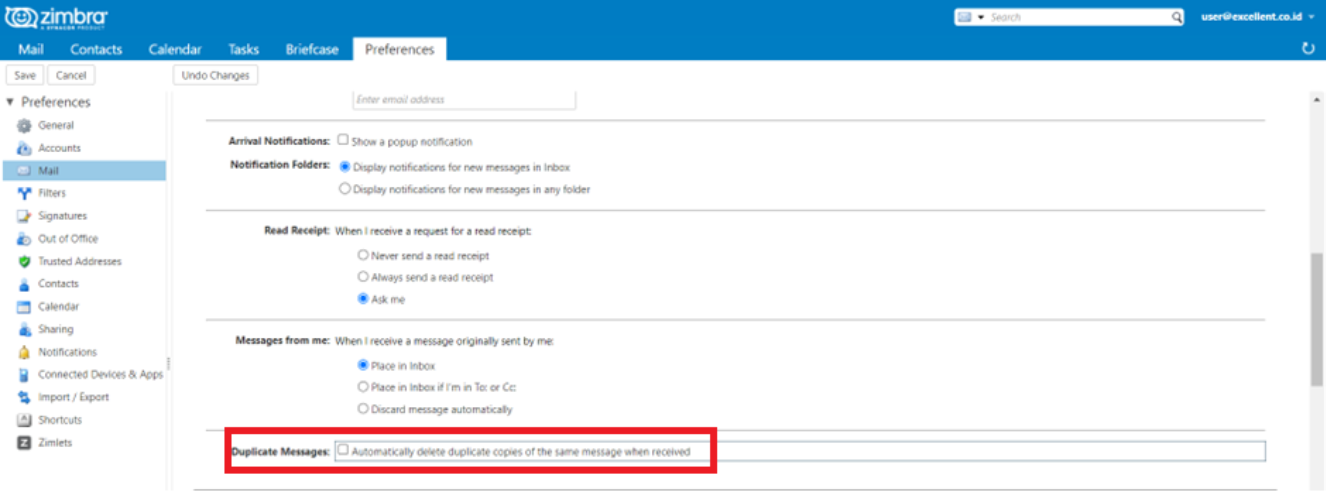 zimbra
A SYNACOR PRODUCT
Search
user@excellent.co.id
Mail Contacts Calendar Tasks Briefcase Preferences
Save Cancel Undo Changes
Preferences
General
Accounts
Mail
Filters
Signatures
Out of Office
Trusted Addresses
Contacts
Calendar
Sharing
Notifications
Connected Devices & Apps
Import / Export
Shortcuts
Zimlets
Enter email address
Arrival Notifications: Show a popup notification
Notification Folders: Display notifications for new messages in Inbox
Display notifications for new messages in any folder
Read Receipt: When I receive a request for a read receipt:
Never send a read receipt
Always send a read receipt
Ask me
Messages from me: When I receive a message originally sent by me:
Place in Inbox
Place in Inbox if I'm in To: or Cc:
Discard message automatically
Duplicate Messages: Automatically delete duplicate copies of the same message when received